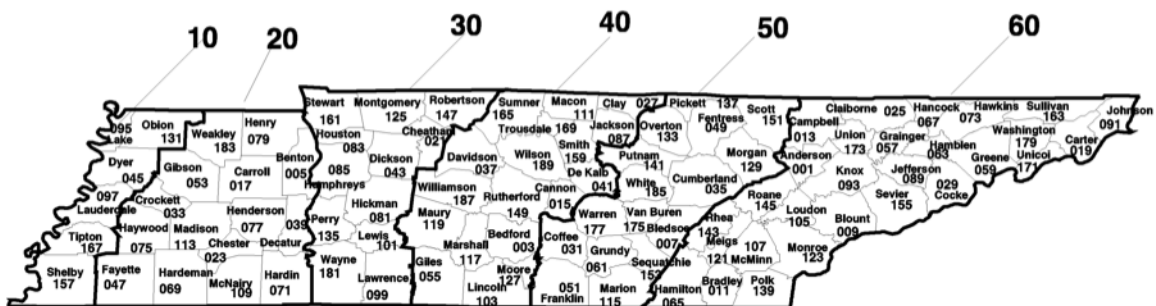 10 20 30 40 50 60
Stewart 161
Montgomery 125
Robertson 147
Sumner 165
Macon 111
Clay 027
Pickett 137
Scott 151
Claiborne 025
Hancock 067
Hawkins 073
Sullivan 163
Johnson 091
095 Lake
Obion 131
Weakley 183
Henry 079
Houston 083
Cheathan 021
Trousdale 169
Jackson 087
Overton 133
Fentress 049
Campbell 013
Union 173
Grainger 057
Hamblen 063
Washington 179
Carter 019
Dyer 045
Gibson 053
Carroll 017
Benton 005
085 Humphreys
Dickson 043
Davidson 037
Wilson 189
Smith 159
De Kalb 041
Putnam 141
Morgan 129
Anderson 001
Knox 093
Jefferson 089
029 Cocke
Greene 059
Unicoi 171
097 Lauderdale
Crockett 033
Henderson 077
039 Decatur
Perry 135
Hickman 081
Williamson 187
Rutherford 149
Cannon 015
White 185
Cumberland 035
Roane 145
Loudon 105
Blount 009
Sevier 155
Tipton 167
Haywood 075
Madison 113
Chester 023
Lewis 101
Maury 119
Marshall 117
Bedford 003
Coffee 031
Warren 177
Van Buren 175
Bledsoe 007
Rhea 143
Meigs 121
107 McMinn
Monroe 123
Shelby 157
Fayette 047
Hardeman 069
McNairy 109
Hardin 071
Wayne 181
Lawrence 099
Giles 055
Lincoln 103
Moore 127
051 Franklin
Grundy 061
Marion 115
Sequatchie 153
Hamilton 065
Bradley 011
Polk 139